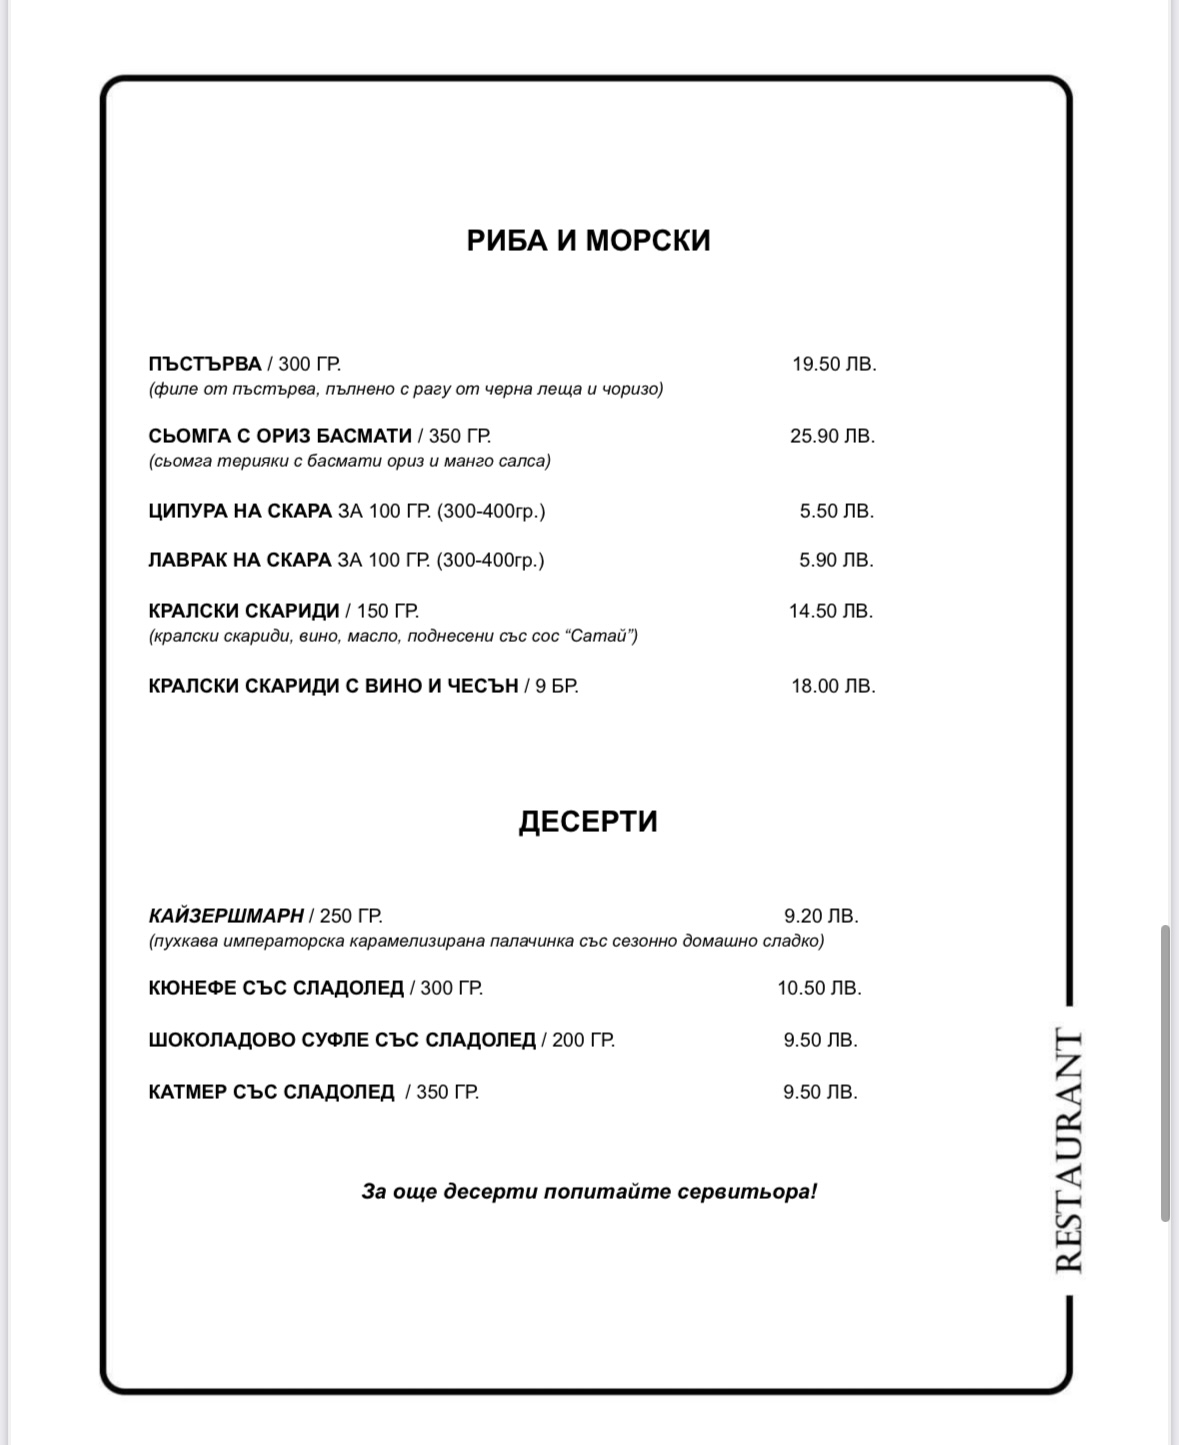 РИБА И МОРСКИ
ПЪСТЪРВА / 300 ГР. 19.50 ЛВ.
(филе от пъстърва, пълнено с рагу от черна леща и чоризо)
СЬОМГА С ОРИЗ БАСМАТИ / 350 ГР. 25.90 ЛВ.
(сьомга терияки с басмати ориз и манго салса)
ЦИПУРА НА СКАРА ЗА 100 ГР. (300-400гр.) 5.50 ЛВ.
ЛАВРАК НА СКАРА ЗА 100 ГР. (300-400гр.) 5.90 ЛВ.
КРАЛСКИ СКАРИДИ / 150 ГР. 14.50 ЛВ.
(кралски скариди, вино, масло, поднесени със сос “Сатай”)
КРАЛСКИ СКАРИДИ С ВИНО И ЧЕСЪН / 9 БР. 18.00 ЛВ.
ДЕСЕРТИ
КАЙЗЕРШМАРН / 250 ГР. 9.20 ЛВ.
(пухкава императорска карамелизирана палачинка със сезонно домашно сладко)
КЮНЕФЕ СЪС СЛАДОЛЕД / 300 ГР. 10.50 ЛВ.
ШОКОЛАДОВО СУФЛЕ СЪС СЛАДОЛЕД / 200 ГР. 9.50 ЛВ.
КАТМЕР СЪС СЛАДОЛЕД / 350 ГР. 9.50 ЛВ.
За още десерти попитайте сервитьора!
RESTAURANT